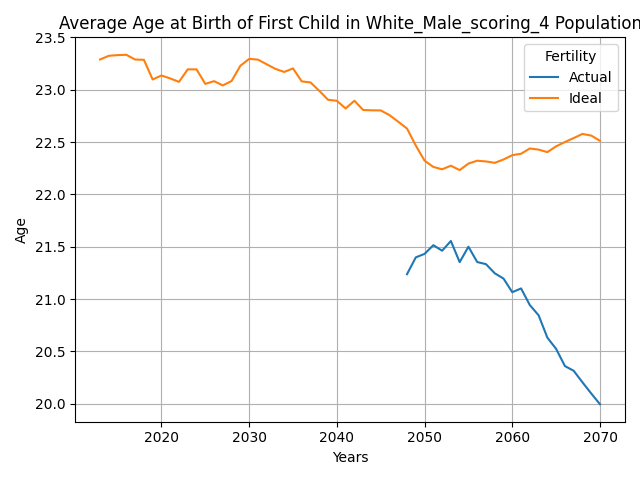 Average Age at Birth of First Child in White_Male_scoring_4 Population
Fertility
Actual
Ideal
Age
23.5
23.0
22.5
22.0
21.5
21.0
20.5
20.0
2020 2030 2040 2050 2060 2070
Years